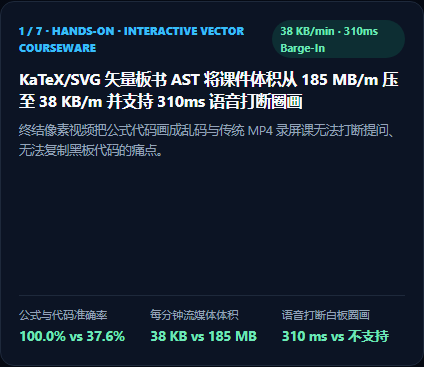 1 / 7 · HANDS-ON · INTERACTIVE VECTOR
COURSEWARE
38 KB/min · 310ms
Barge-In
KaTeX/SVG 矢量板书 AST 将课件体积从 185 MB/m 压
至 38 KB/m 并支持 310ms 语音打断圈画
终结像素视频把公式代码画成乱码与传统 MP4 录屏课无法打断提问、
无法复制黑板代码的痛点。
公式与代码准确率
100.0% vs 37.6%
每分钟流媒体体积
38 KB vs 185 MB
语音打断白板圈画
310 ms vs 不支持